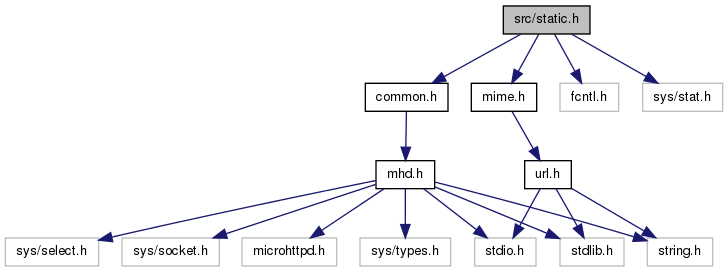 src/static.h
common.h
mime.h
fcntl.h
sys/stat.h
mhd.h
url.h
sys/select.h
sys/socket.h
microhttpd.h
sys/types.h
stdio.h
stdlib.h
string.h